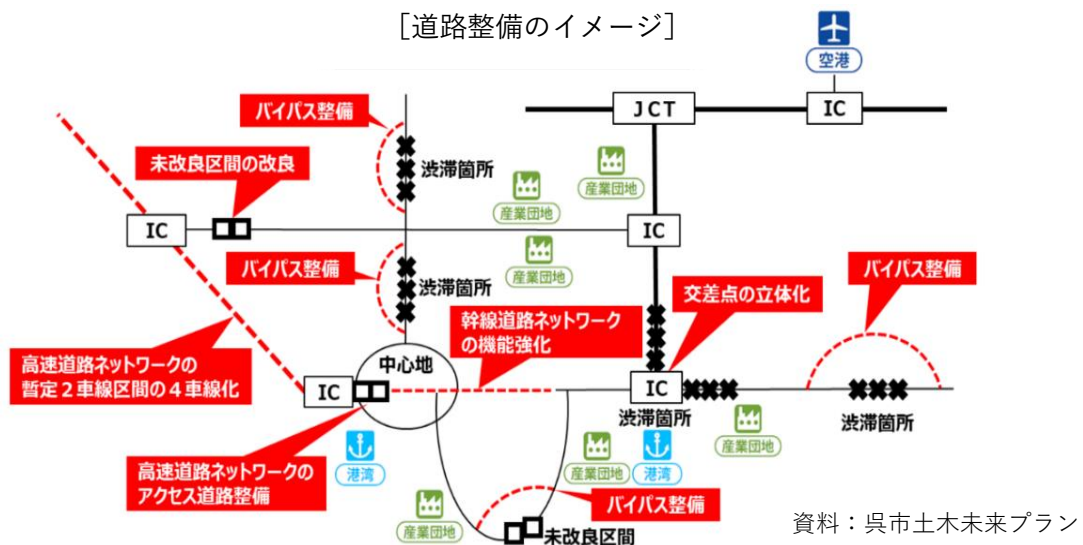 ［道路整備のイメージ］
空港
バイパス整備
JCT
IC
未改良区間の改良
渋滞箇所
産業団地
産業団地
IC
IC
産業団地
バイパス整備
渋滞箇所
交差点の立体化
バイパス整備
幹線道路ネットワーク
の機能強化
高速道路ネットワークの
暫定２車線区間の４車線化
中心地
IC
IC
渋滞箇所
渋滞箇所
産業団地
港湾
産業団地
港湾
高速道路ネットワークの
アクセス道路整備
バイパス整備
産業団地
未改良区間
資料：呉市土木未来プラン